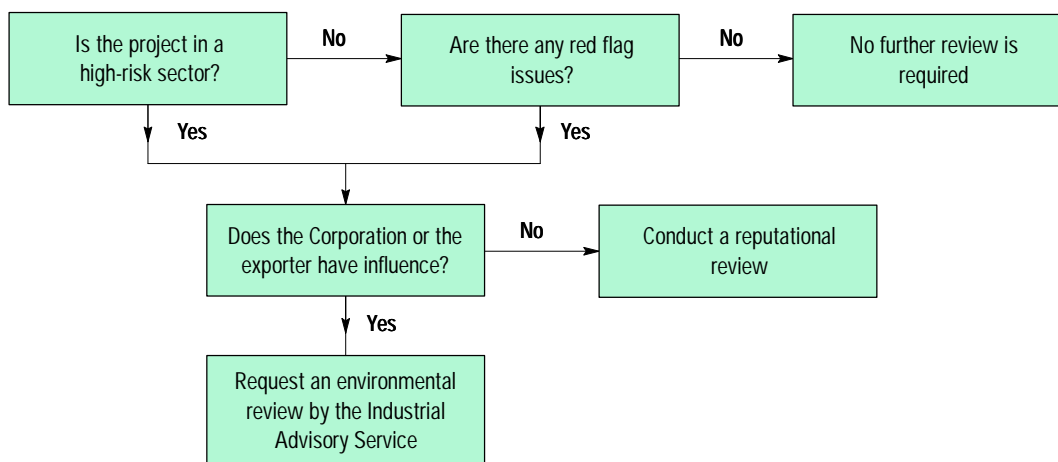 Is the project in a
high-risk sector?
No
Are there any red flag
issues?
No
No further review is
required
Yes
Yes
Does the Corporation or the
exporter have influence?
No
Conduct a reputational
review
Yes
Request an environmental
review by the Industrial
Advisory Service